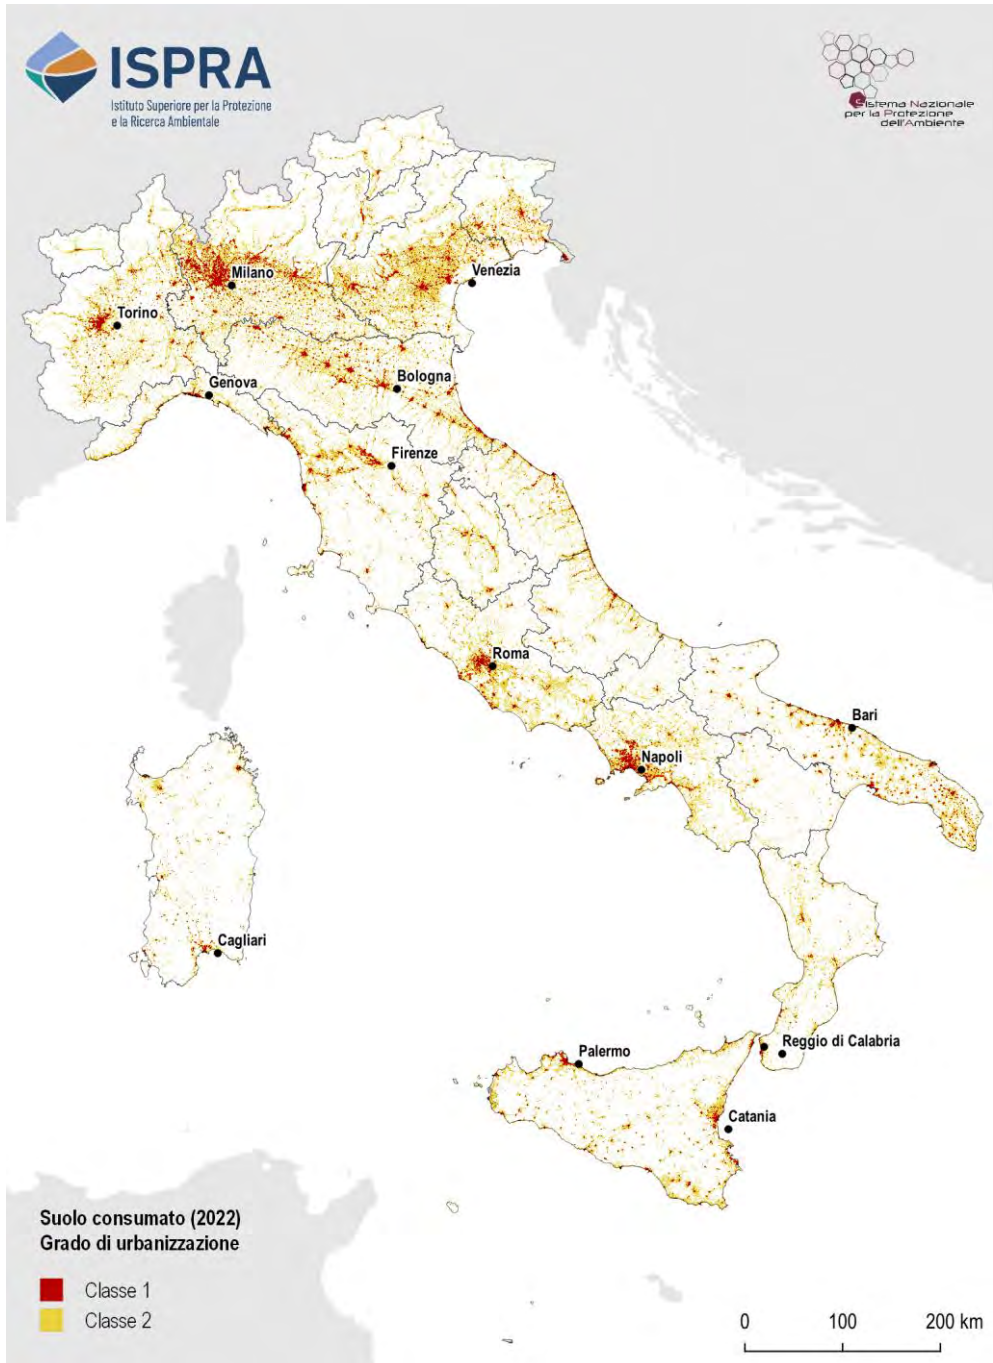 ISPRA
Istituto Superiore per la Protezione
e la Ricerca Ambientale
Sistema Nazionale
per la Protezione
dell'Ambiente
Milano
Venezia
Torino
Genova
Bologna
Firenze
Roma
Napoli
Bari
Cagliari
Palermo
Reggio di Calabria
Catania
Suolo consumato (2022)
Grado di urbanizzazione
Classe 1
Classe 2
0 100 200 km